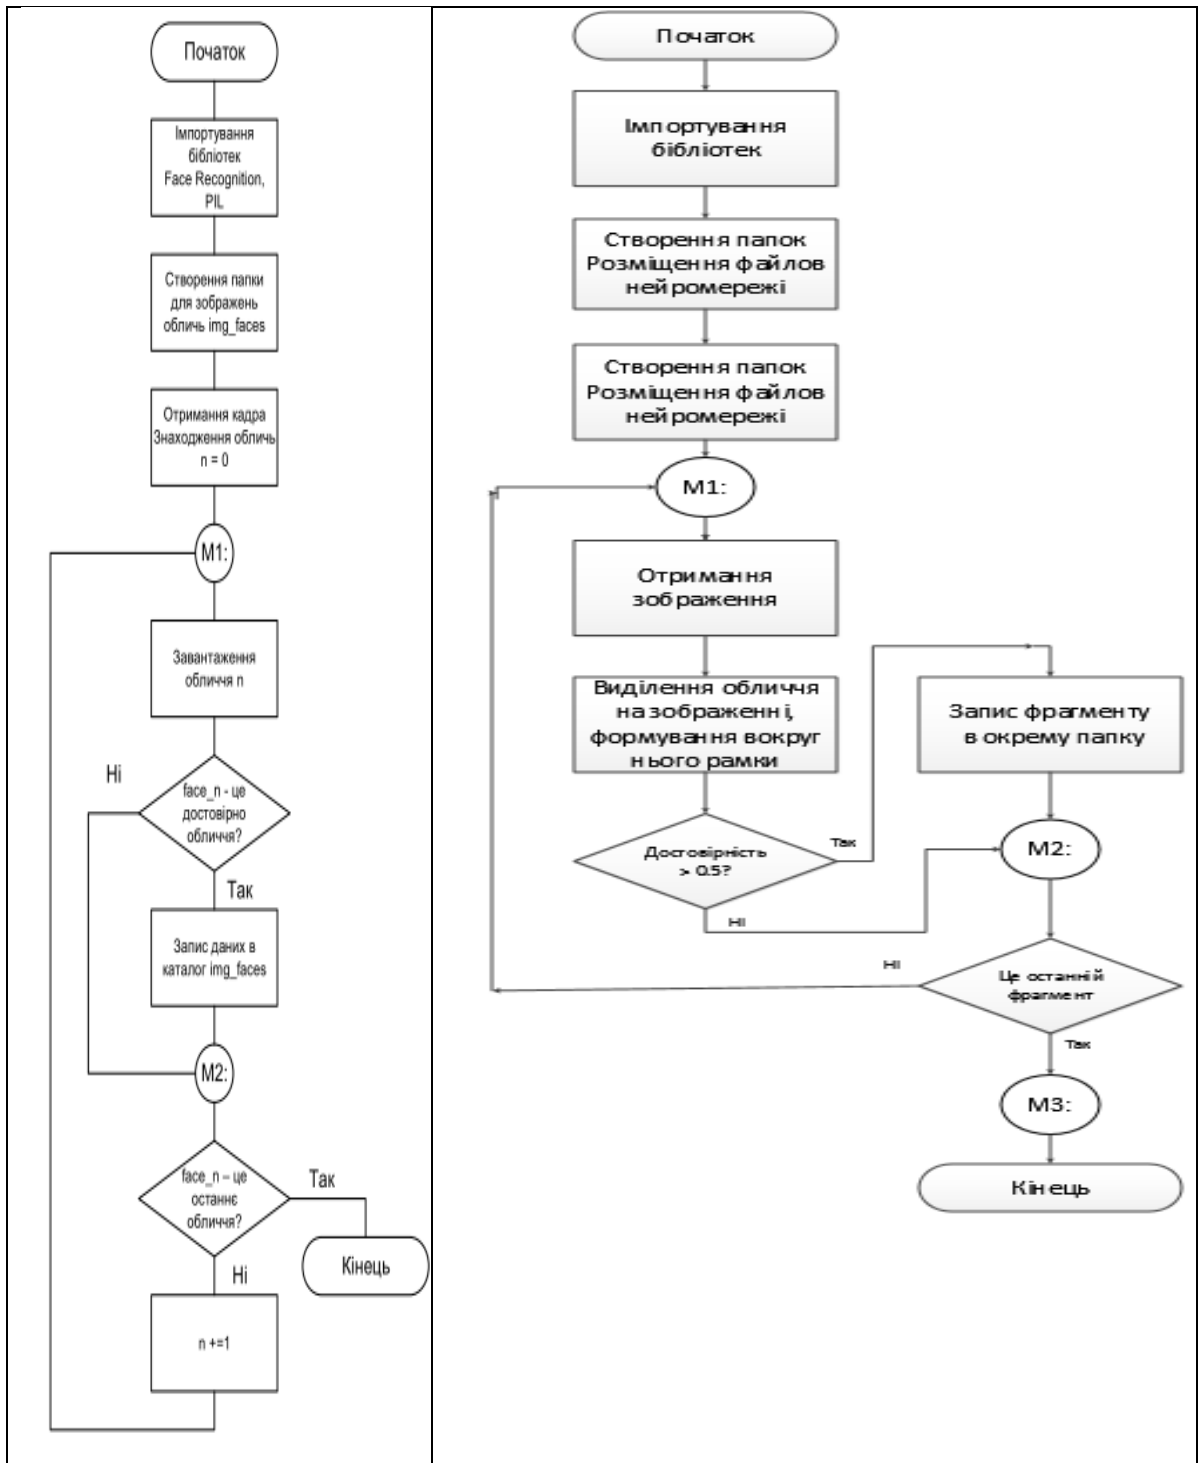 Початок
Імпортування
бібліотек
Face Recognition,
PIL
Створення папки
для зображень
обличь img_faces
Отримання кадра
Знаходження обличь
n = 0
M1:
Завантаження
обличчя n
Ні
face_n - це
достовірно
обличчя?
Так
Запис даних в
каталог img_faces
M2:
face_n – це
останнє
обличчя?
Так
Кінець
Ні
n +=1
Початок
Імпортування
бібліотек
Створення папок
Розміщення файлов
нейромережі
Створення папок
Розміщення файлов
нейромережі
M1:
Отримання
зображення
Виділення обличчя
на зображенні,
формування вокруг
нього рамки
Достовірність
> 0.5?
Так
Ні
Запис фрагменту
в окрему папку
M2:
Це останній
фрагмент
Ні
Так
M3:
Кінець